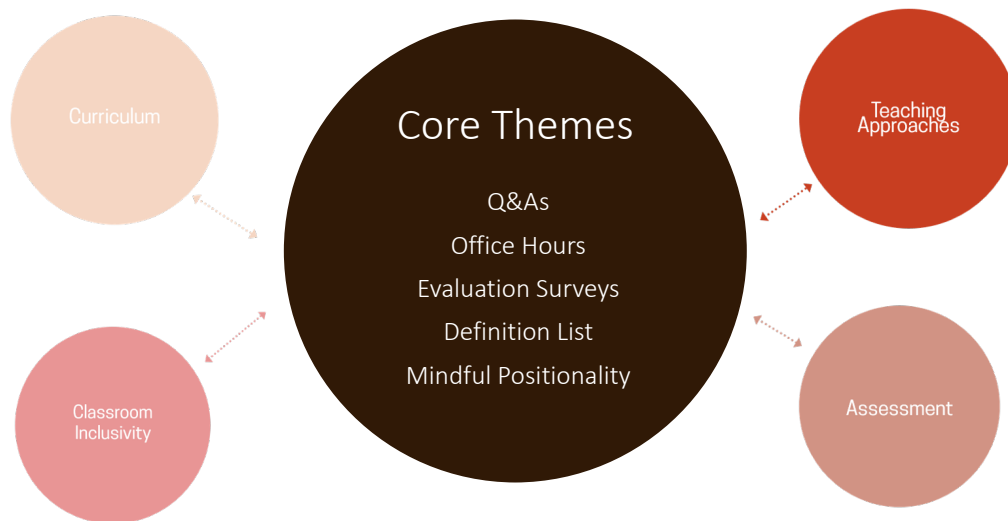 Curriculum
Core Themes
Q&As
Office Hours
Evaluation Surveys
Definition List
Mindful Positionality
Teaching
Approaches
Classroom
Inclusivity
Assessment